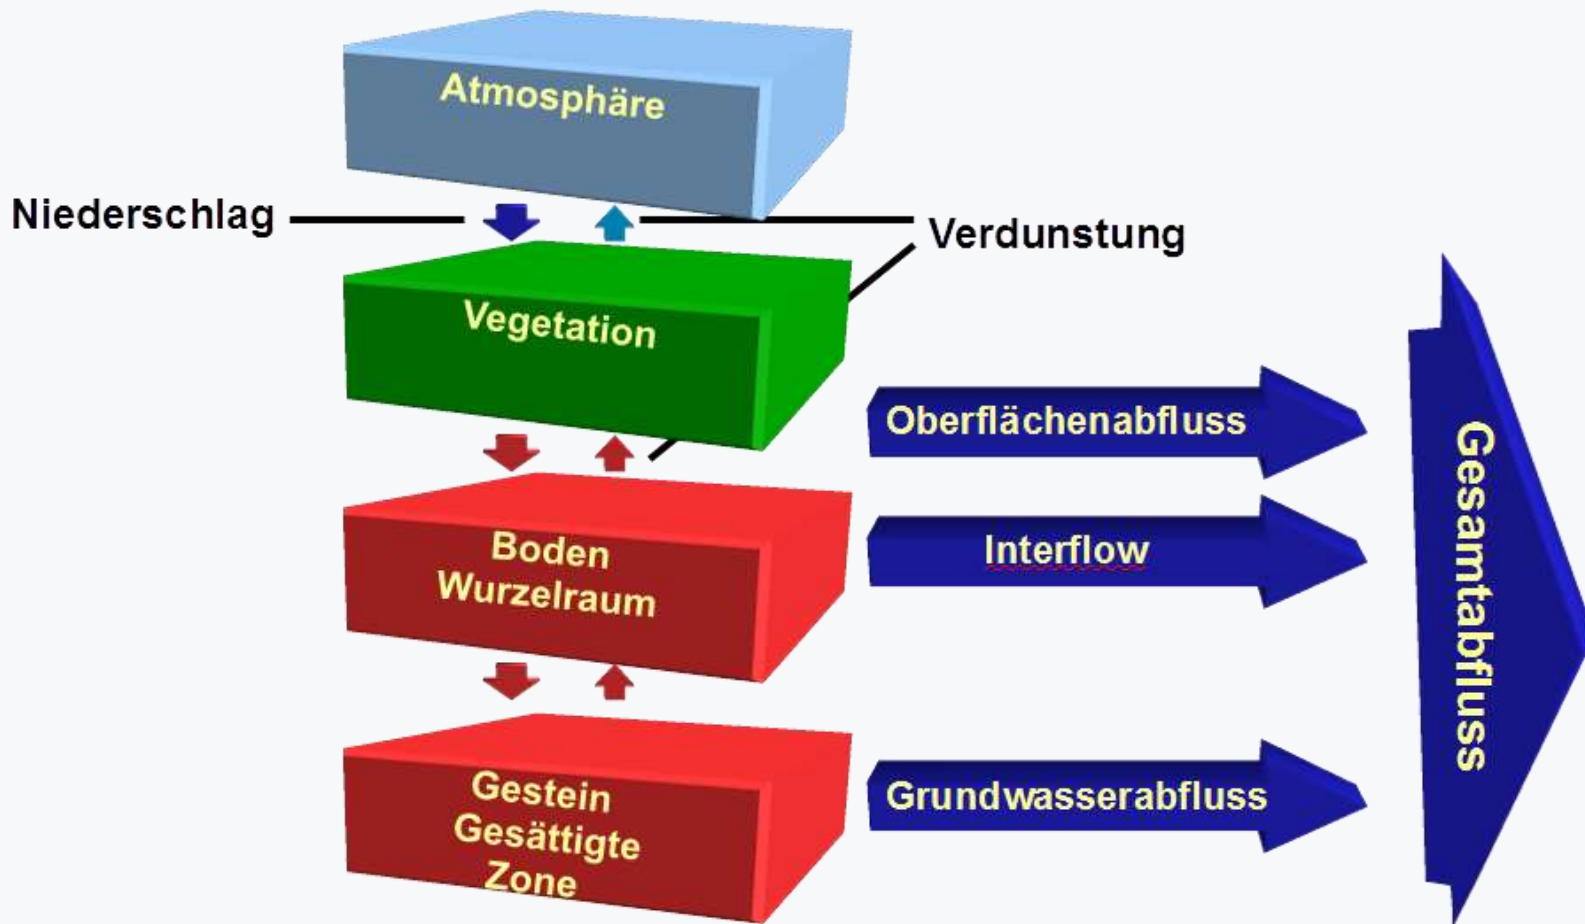 Atmosphäre
Niederschlag
Verdunstung
Vegetation
Oberflächenabfluss
Boden
Wurzelraum
Interflow
Gestein
Gesättigte
Zone
Grundwasserabfluss
Gesamtabfluss